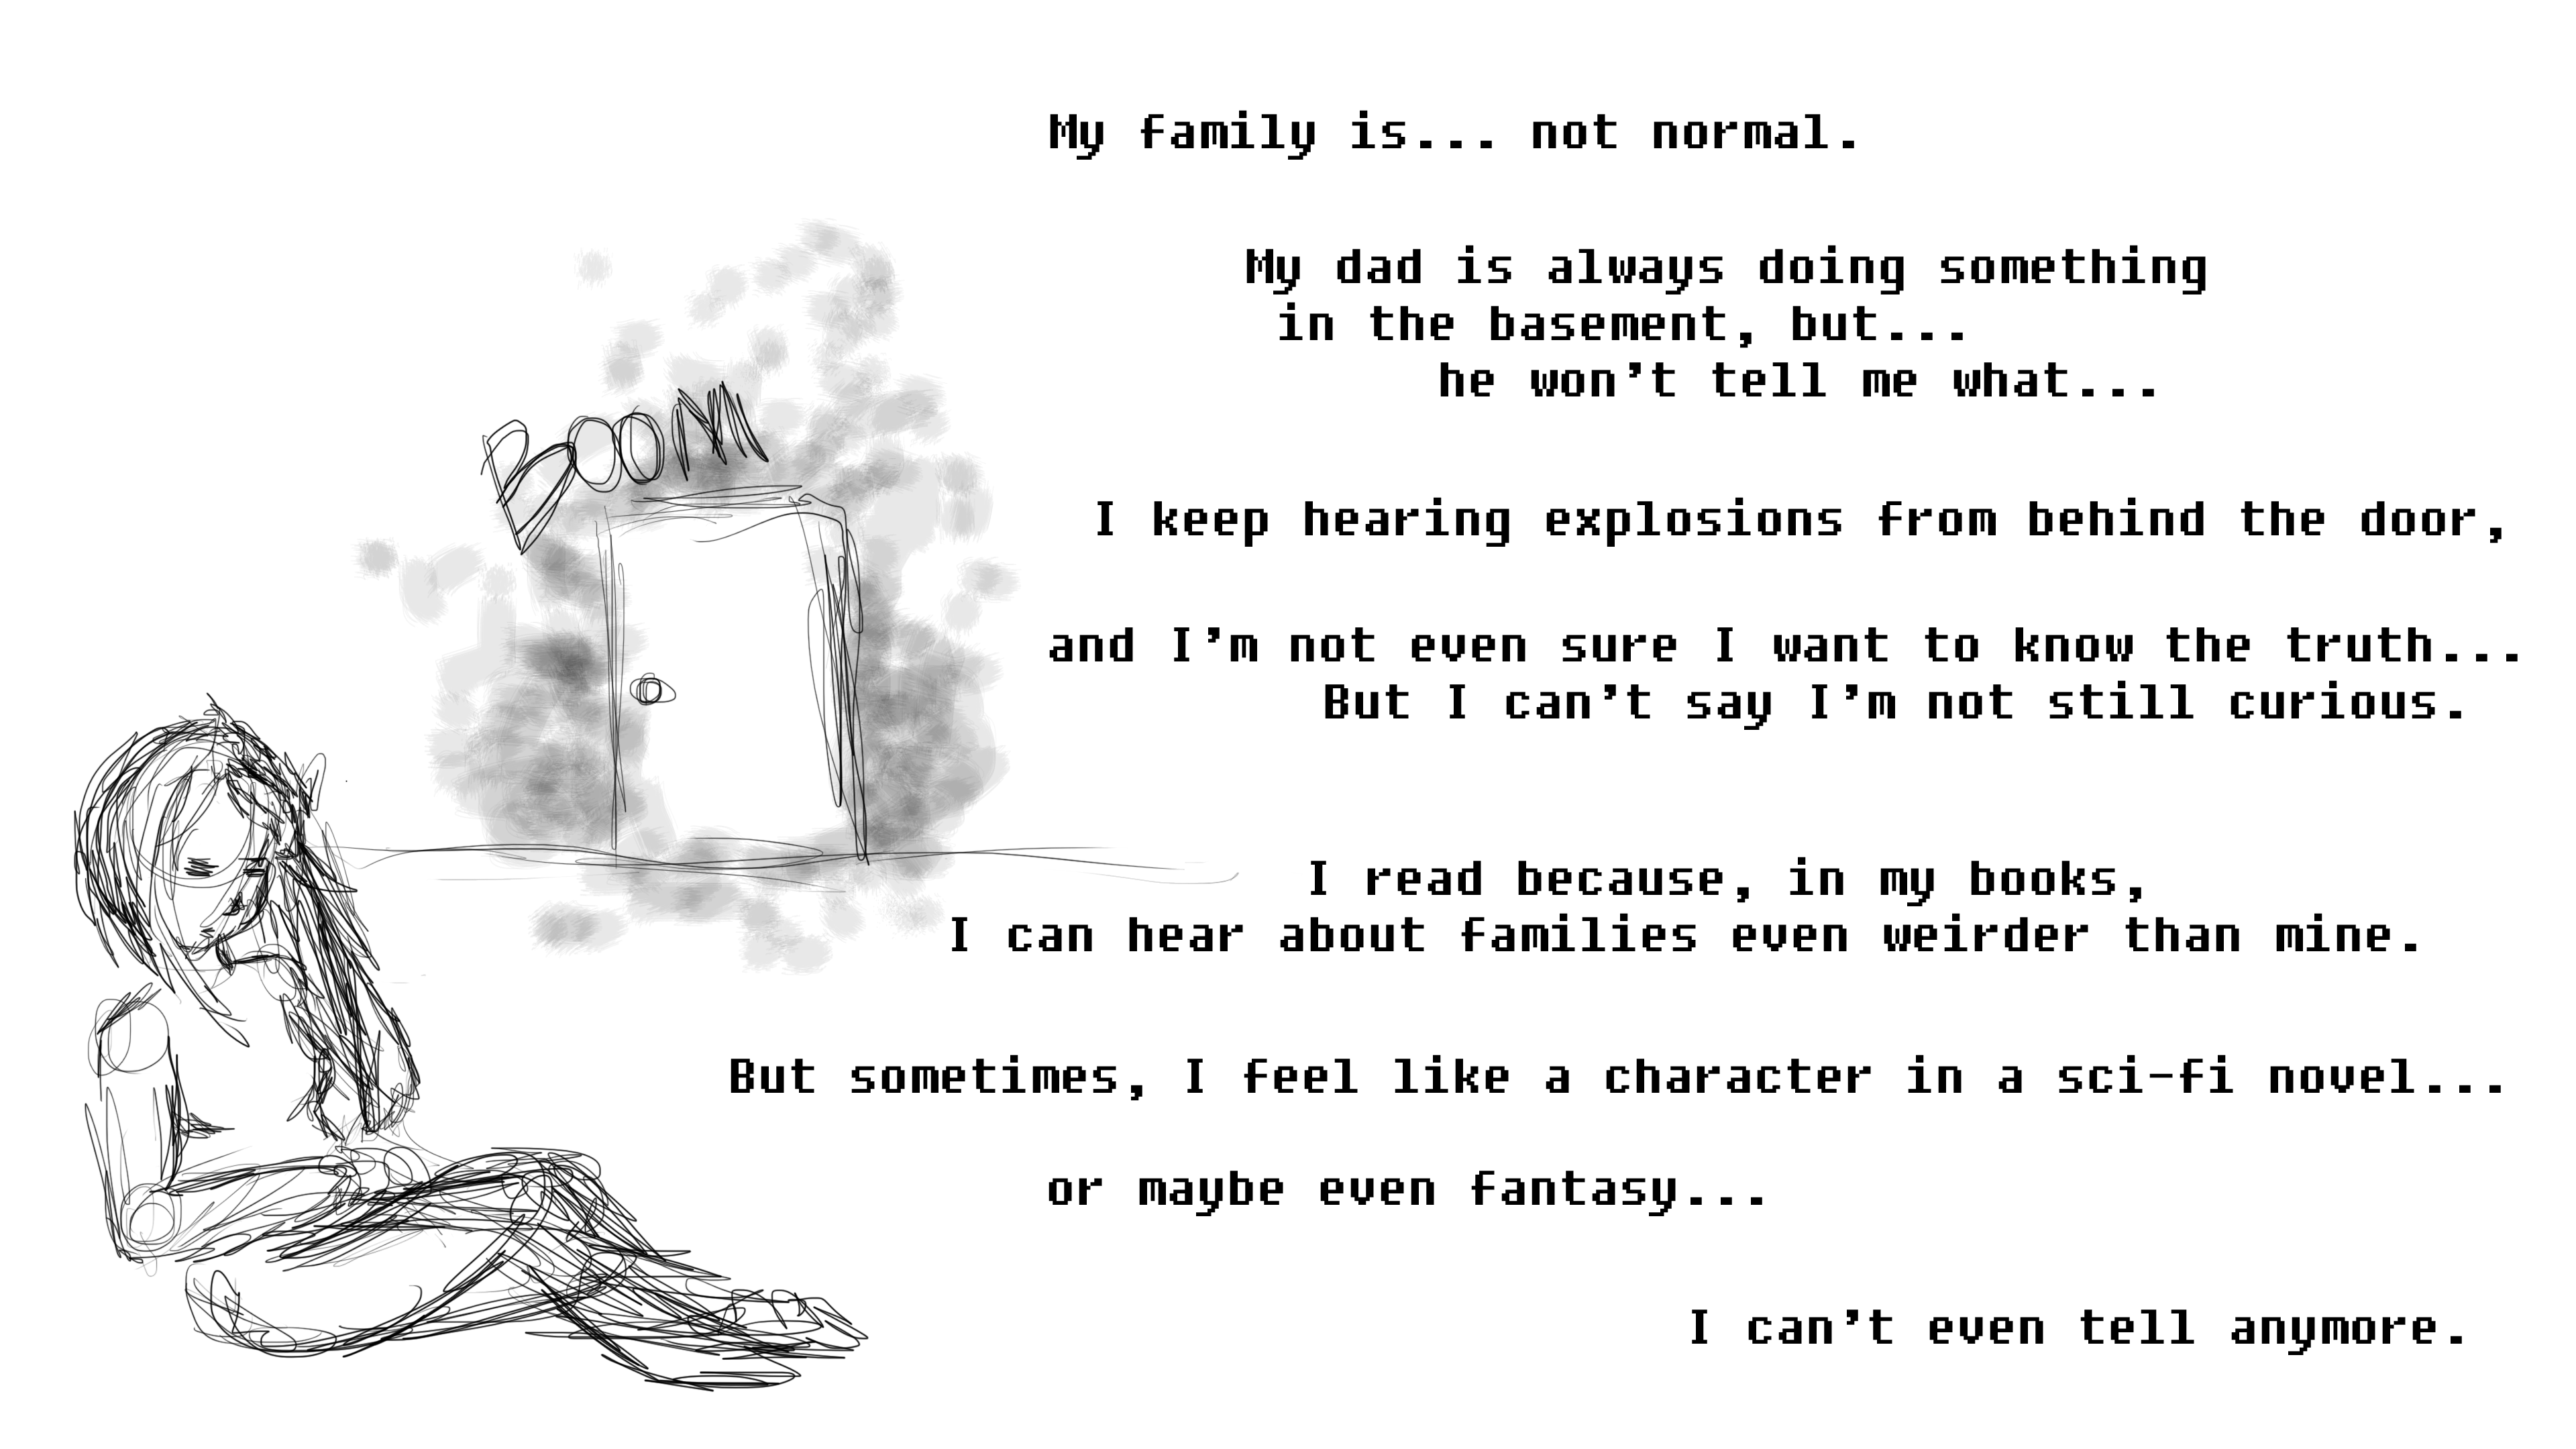 My family is... not normal.
My dad is always doing something
in the basement, but...
he won't tell me what...
BOOM
I keep hearing explosions from behind the door,
and I'm not even sure I want to know the truth...
But I can't say I'm not still curious.
I read because, in my books,
I can hear about families even weirder than mine.
But sometimes, I feel like a character in a sci-fi novel...
or maybe even fantasy...
I can't even tell anymore.